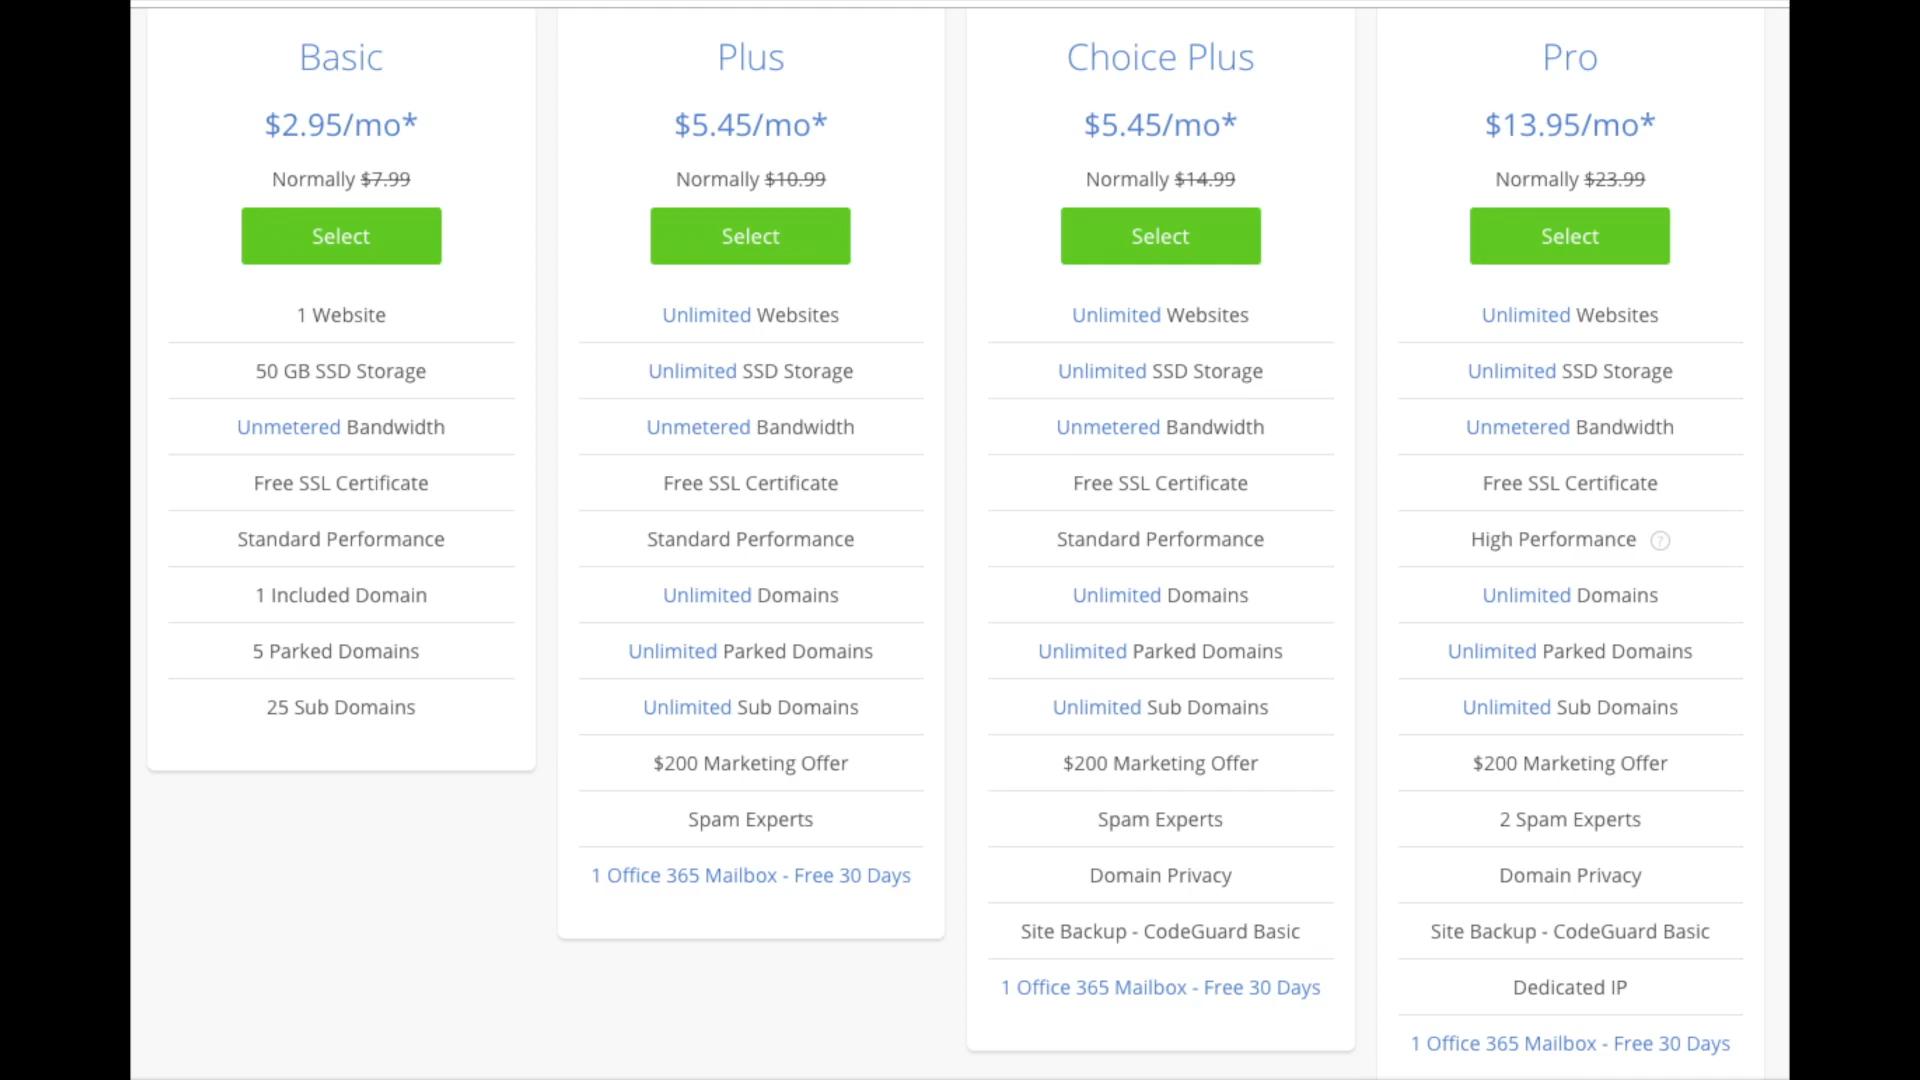 Basic
$2.95/mo*
Normally $7.99
Select
1 Website
50 GB SSD Storage
Unmetered Bandwidth
Free SSL Certificate
Standard Performance
1 Included Domain
5 Parked Domains
25 Sub Domains
Plus
$5.45/mo*
Normally $10.99
Select
Unlimited Websites
Unlimited SSD Storage
Unmetered Bandwidth
Free SSL Certificate
Standard Performance
Unlimited Domains
Unlimited Parked Domains
Unlimited Sub Domains
$200 Marketing Offer
Spam Experts
1 Office 365 Mailbox - Free 30 Days
Choice Plus
$5.45/mo*
Normally $14.99
Select
Unlimited Websites
Unlimited SSD Storage
Unmetered Bandwidth
Free SSL Certificate
Standard Performance
Unlimited Domains
Unlimited Parked Domains
Unlimited Sub Domains
$200 Marketing Offer
Spam Experts
Domain Privacy
Site Backup - CodeGuard Basic
1 Office 365 Mailbox - Free 30 Days
Pro
$13.95/mo*
Normally $23.99
Select
Unlimited Websites
Unlimited SSD Storage
Unmetered Bandwidth
Free SSL Certificate
High Performance ?
Unlimited Domains
Unlimited Parked Domains
Unlimited Sub Domains
$200 Marketing Offer
2 Spam Experts
Domain Privacy
Site Backup - CodeGuard Basic
Dedicated IP
1 Office 365 Mailbox - Free 30 Days